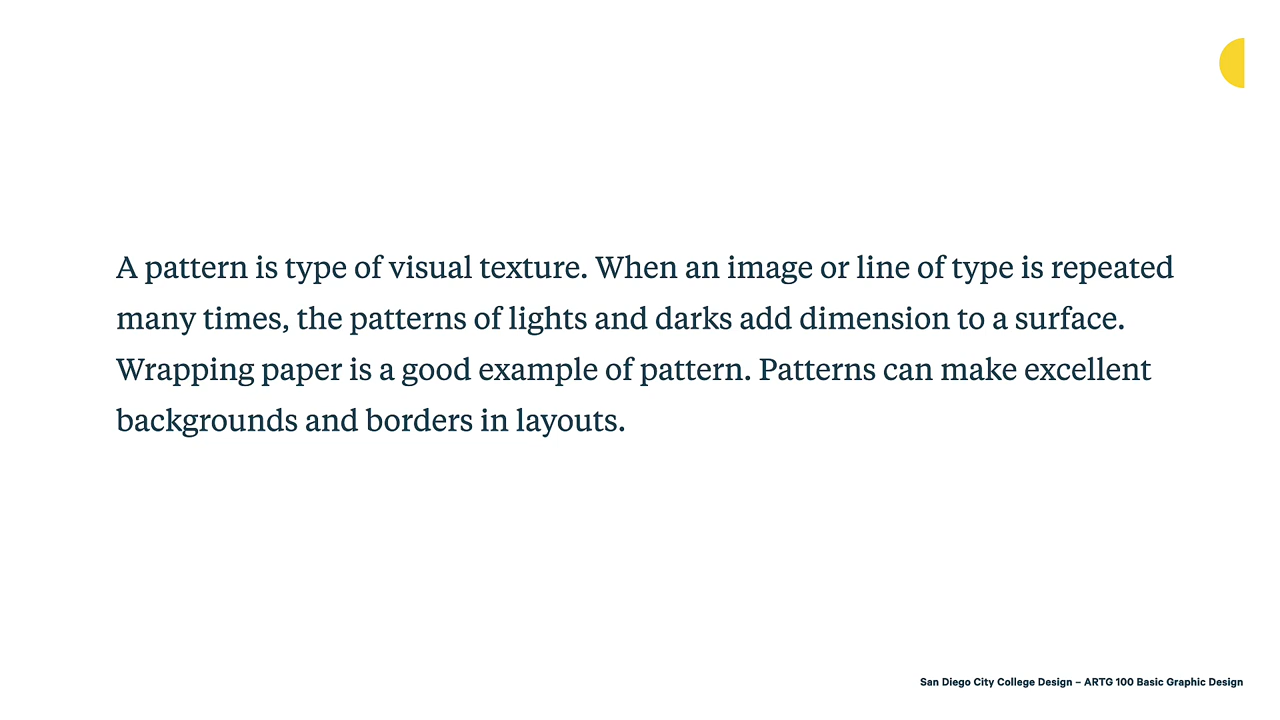 A pattern is type of visual texture. When an image or line of type is repeated
many times, the patterns of lights and darks add dimension to a surface.
Wrapping paper is a good example of pattern. Patterns can make excellent
backgrounds and borders in layouts.
San Diego City College Design – ARTG 100 Basic Graphic Design